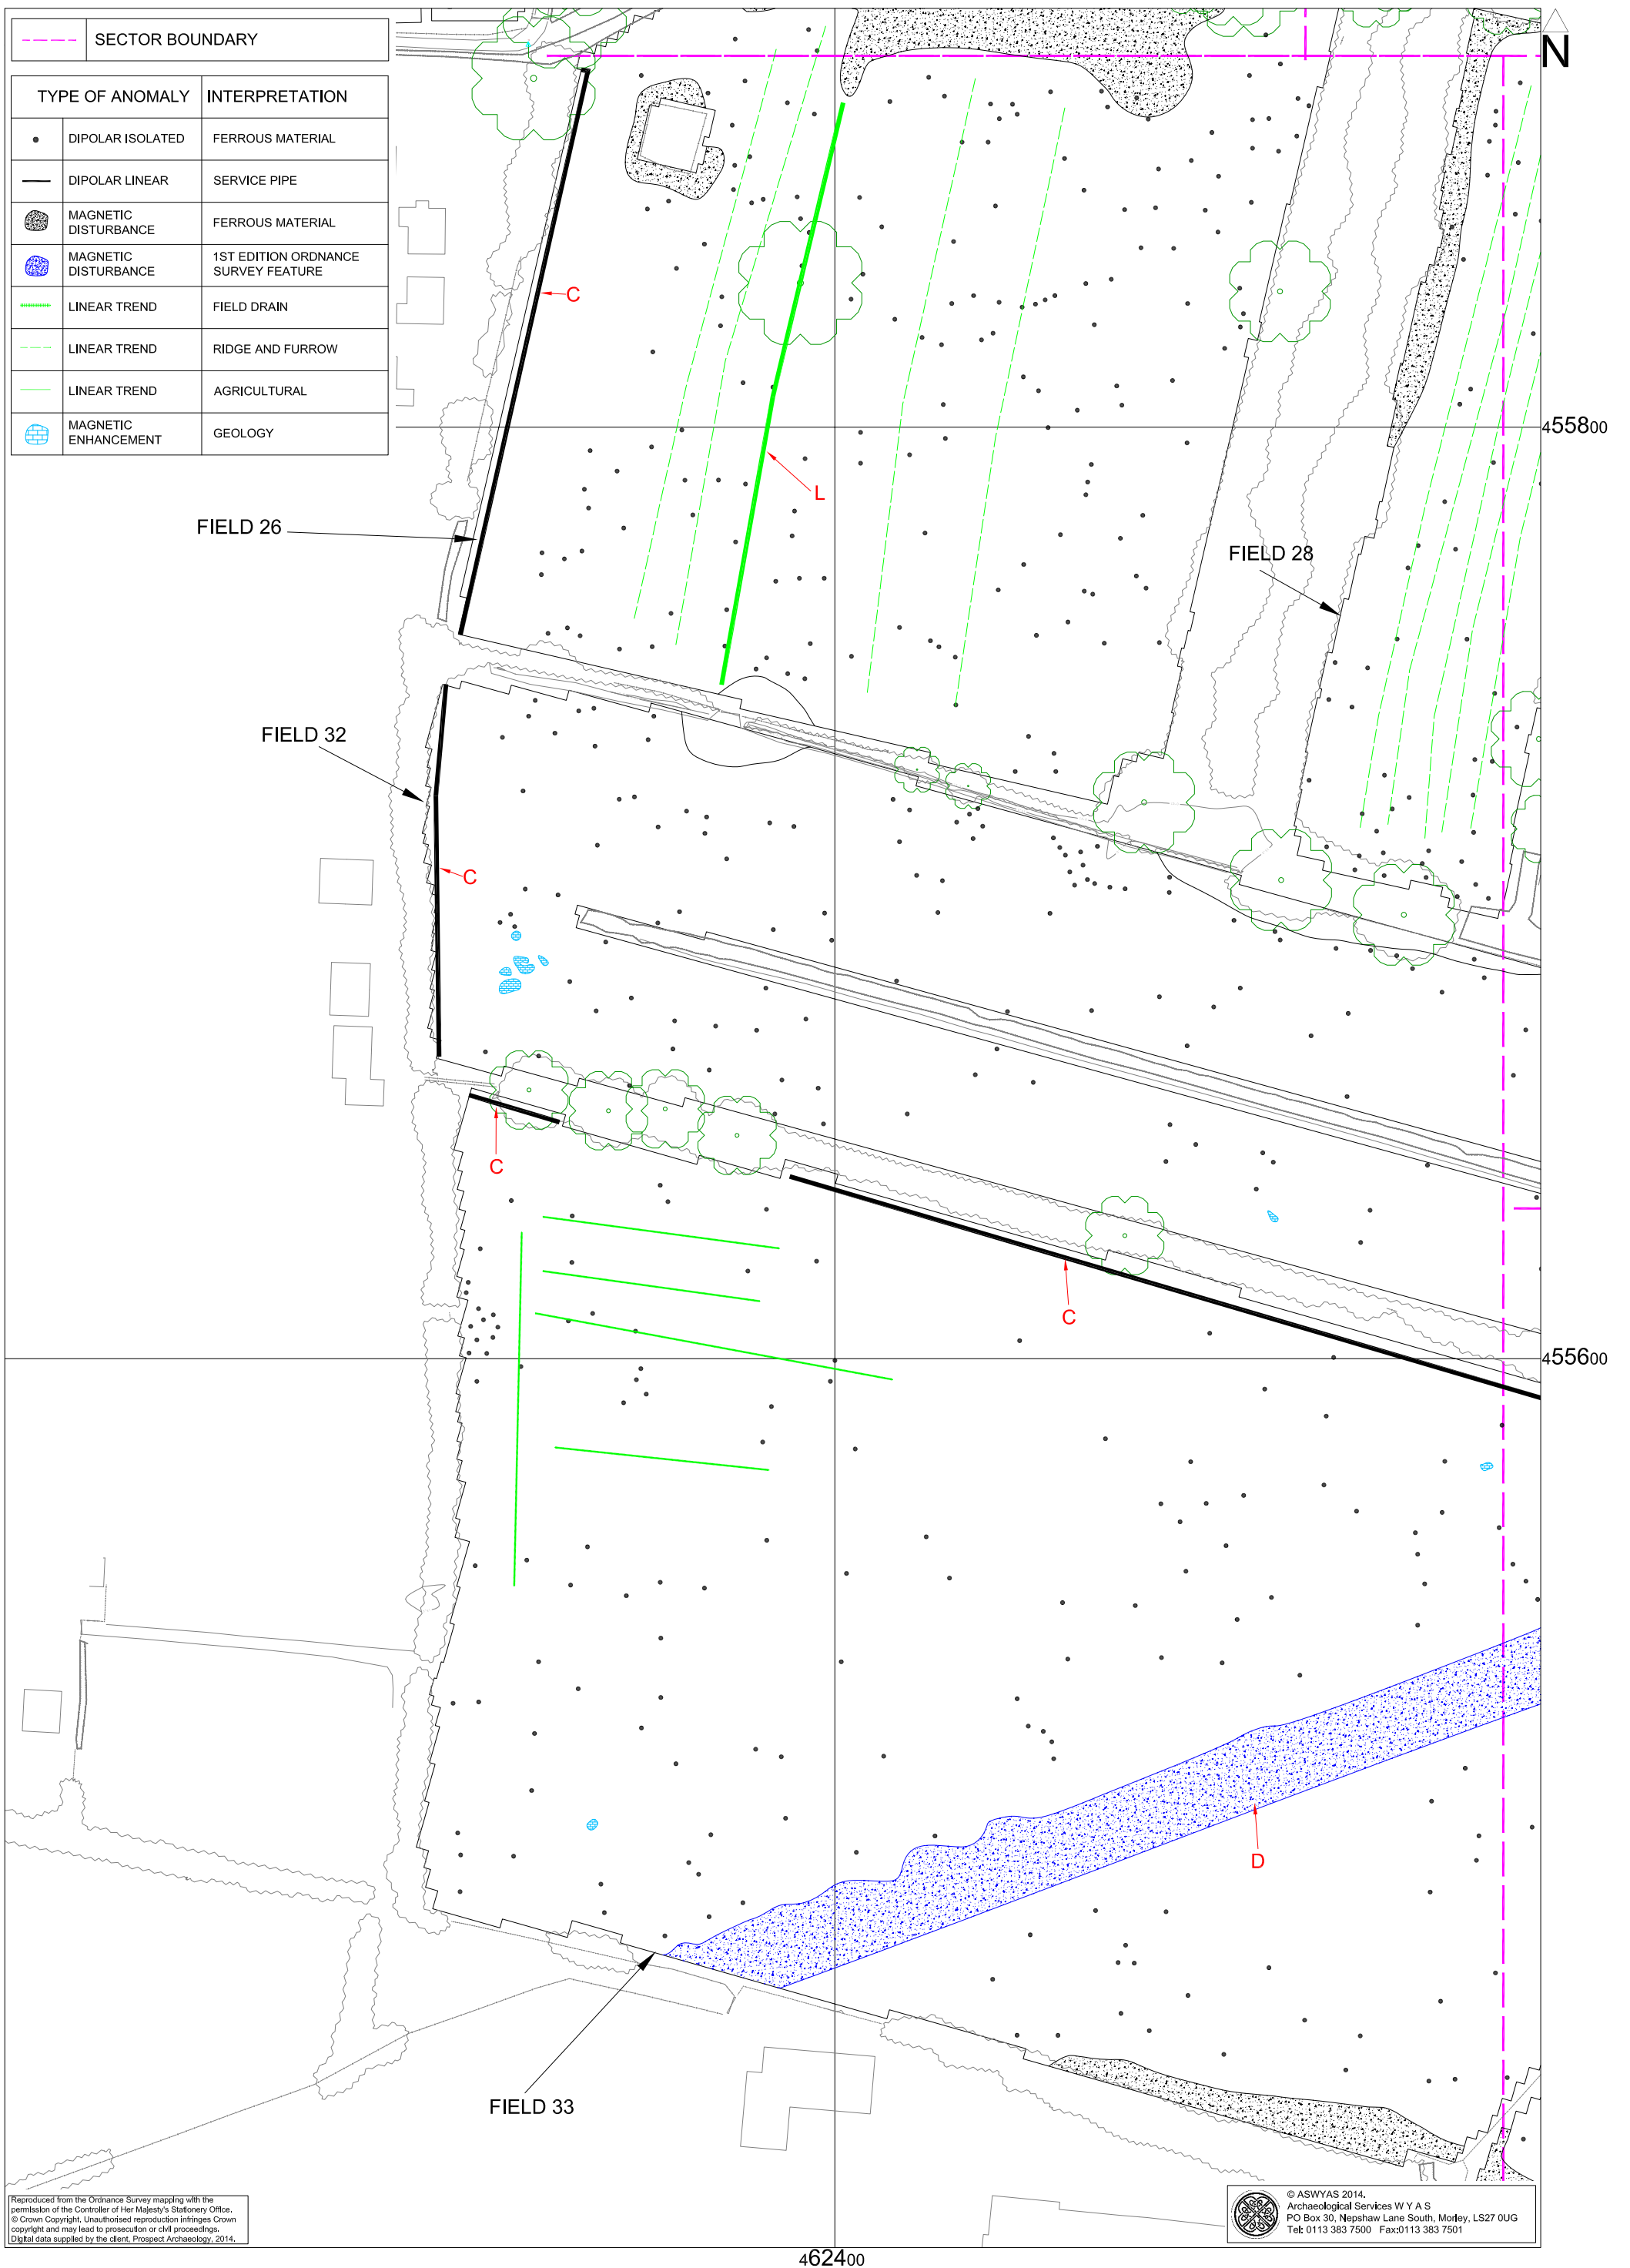 SECTOR BOUNDARY
N
TYPE OF ANOMALY INTERPRETATION
DIPOLAR ISOLATED FERROUS MATERIAL
DIPOLAR LINEAR SERVICE PIPE
MAGNETIC
DISTURBANCE
FERROUS MATERIAL
MAGNETIC
DISTURBANCE
1ST EDITION ORDNANCE
SURVEY FEATURE
LINEAR TREND FIELD DRAIN
LINEAR TREND RIDGE AND FURROW
LINEAR TREND AGRICULTURAL
MAGNETIC
ENHANCEMENT
GEOLOGY
C
455800
L
FIELD 26
FIELD 28
FIELD 32
C
C
C
455600
D
FIELD 33
Reproduced from the Ordnance Survey mapping with the
permission of the Controller of Her Majesty's Stationery Office.
© Crown Copyright. Unauthorised reproduction infringes Crown
copyright and may lead to prosecution or civil proceedings.
Digital data supplied by the client, Prospect Archaeology, 2014.
© ASWYAS 2014.
Archaeological Services W Y A S
PO Box 30, Nepshaw Lane South, Morley, LS27 0UG
Tel: 0113 383 7500 Fax:0113 383 7501
462400